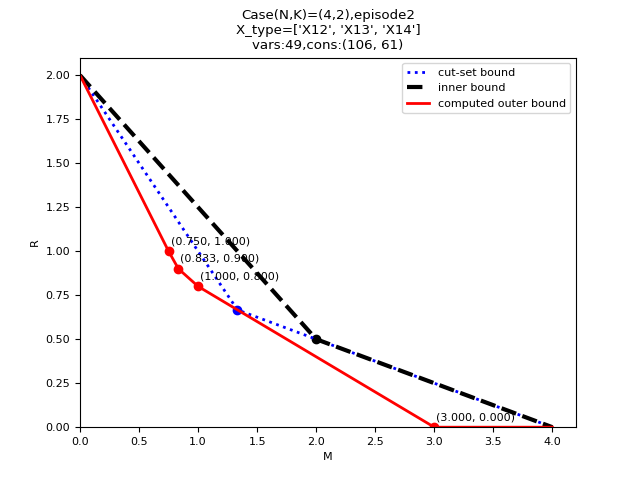 Case(N,K)=(4,2),episode2
X_type=['X12', 'X13', 'X14']
vars:49,cons:(106, 61)
cut-set bound
inner bound
computed outer bound
2.00
1.75
1.50
1.25
1.00
0.75
0.50
0.25
0.00
R
(0.750, 1.000)
(0.833, 0.900)
(1.000, 0.800)
(3.000, 0.000)
0.0
0.5
1.0
1.5
2.0
2.5
3.0
3.5
4.0
M